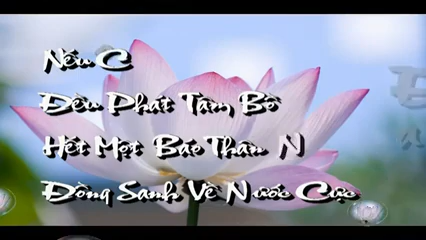 Nếu C
Đều Phát Tâm Bồ
Hết Một Báo Thân N
Đồng Sanh Về Nước Cực